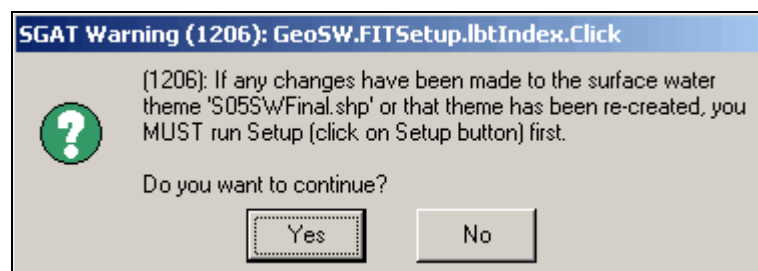 SGAT Warning (1206): GeoSW.FITSetup.lbtIndex.Click
(1206): If any changes have been made to the surface water
theme 'S05SWFinal.shp' or that theme has been re-created, you
MUST run Setup (click on Setup button) first.
Do you want to continue?
Yes No